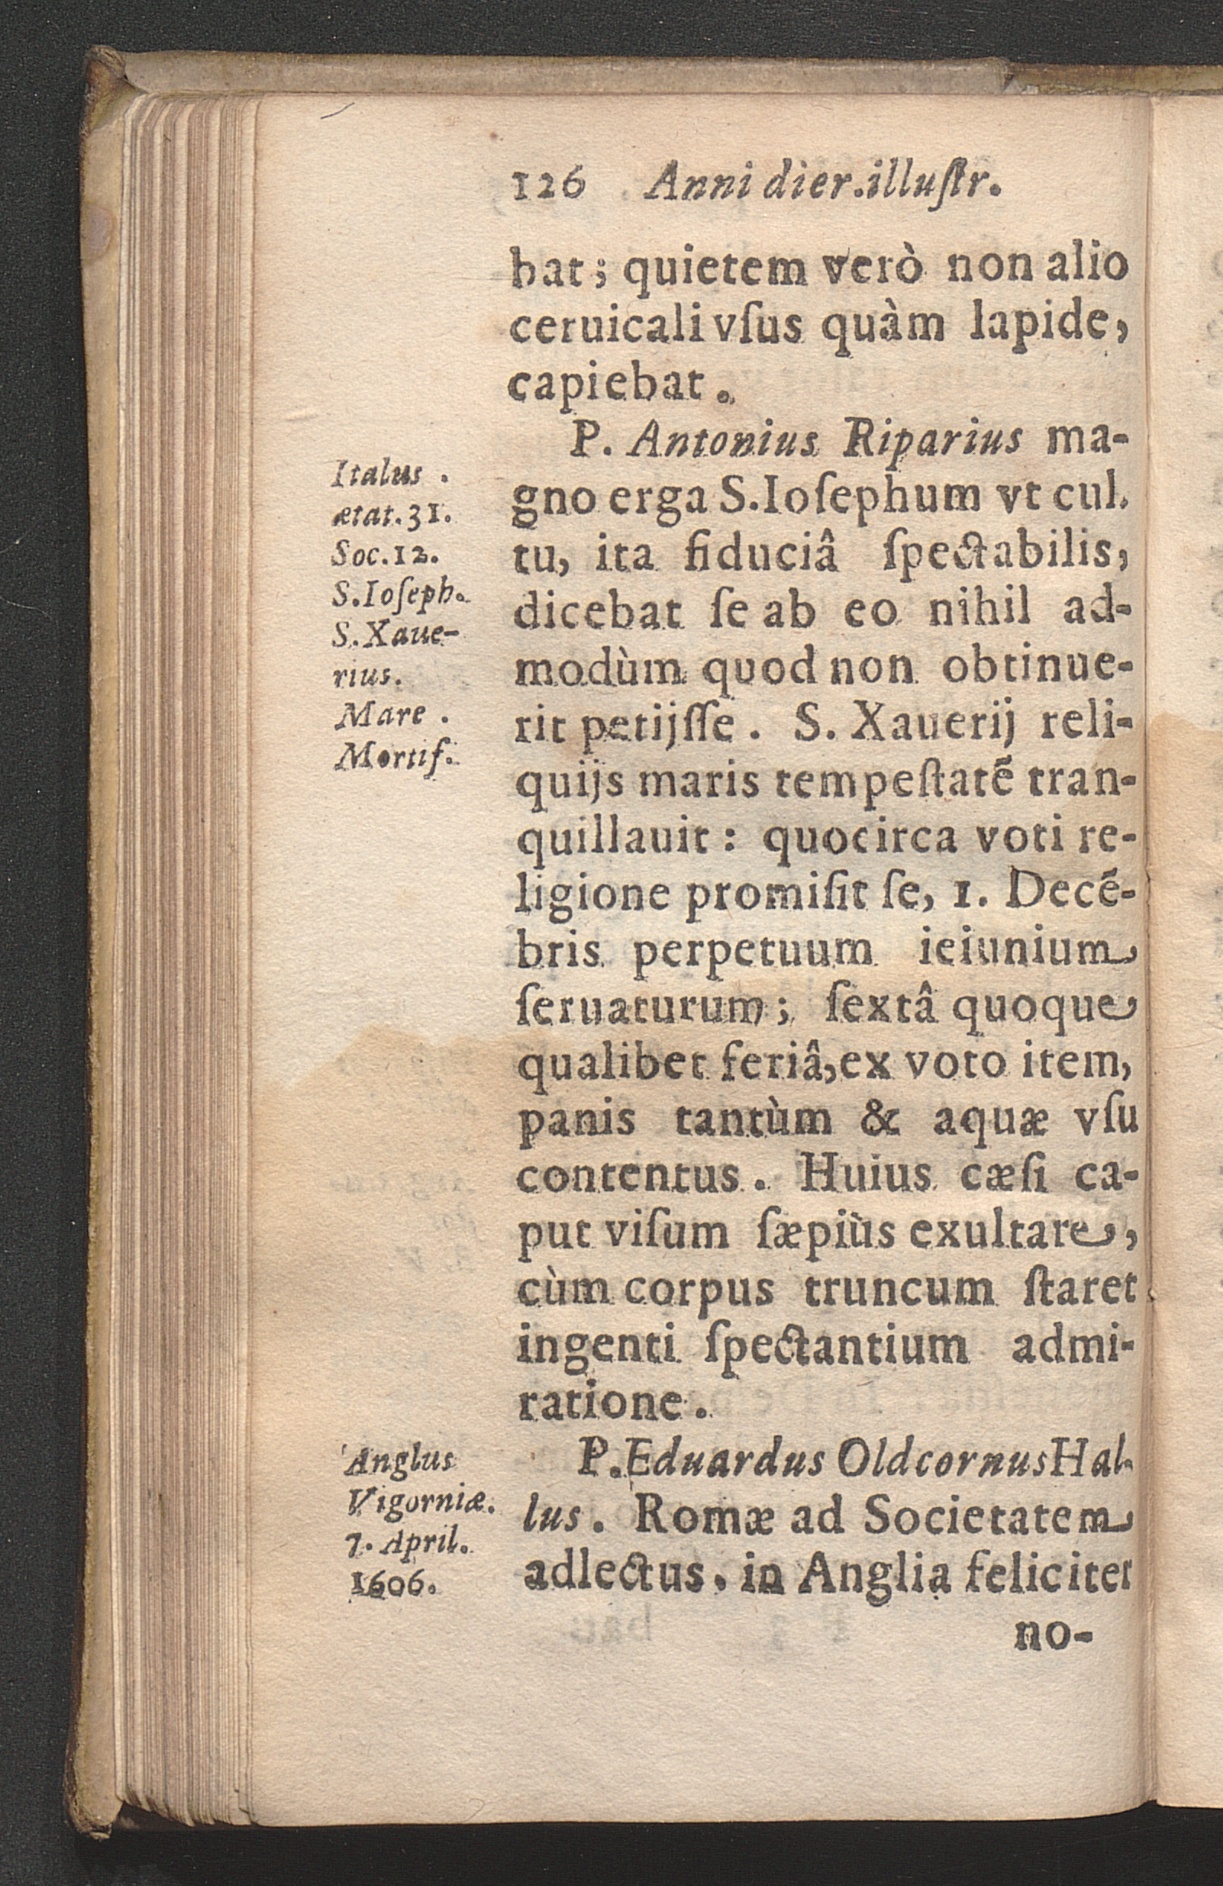 126 Anni dier.illuſtr.
bat; quietem verò non alio
ceruicali vſus quàm lapide,
capiebat.
P. Antonius Riparius ma-
gno erga S.Ioſephum vt cul-
tu, ita fiduciâ ſpectabilis,
dicebat ſe ab eo nihil ad-
modùm quod non obtinue-
rit petijſſe. S. Xauerij reli-
quijs maris tempeſtatẽ tran-
quillauit: quocirca voti re-
ligione promiſit ſe, 1. Decẽ-
bris perpetuum ieiunium
ſeruaturum; ſextâ quoque
qualibet feriâ,ex voto item,
panis tantùm & aquæ vſu
contentus. Huius cæſi ca-
put viſum ſæpiùs exultare,
cùm corpus truncum ſtaret
ingenti ſpectantium admi-
ratione.
P.Eduardus Oldcornus Hal-
lus. Romæ ad Societatem
adlectus, in Anglia feliciter
no-
Italus.
ætat.31.
Soc.12.
S.Ioſeph.
S.Xaue-
rius.
Mare.
Mortif.
Anglus
Vigorniæ.
7. April.
1606.